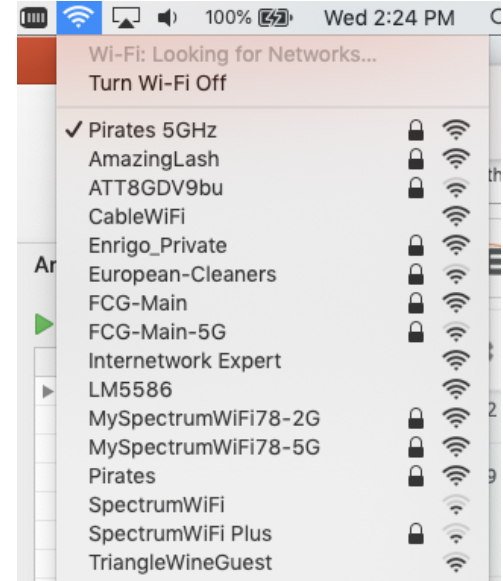 100% Wed 2:24 PM
Wi-Fi: Looking for Networks...
Turn Wi-Fi Off
✓ Pirates 5GHz
AmazingLash
ATT8GDV9bu
CableWiFi
Enrigo_Private
European-Cleaners
FCG-Main
FCG-Main-5G
Internetwork Expert
LM5586
MySpectrumWiFi78-2G
MySpectrumWiFi78-5G
Pirates
SpectrumWiFi
SpectrumWiFi Plus
TriangleWineGuest